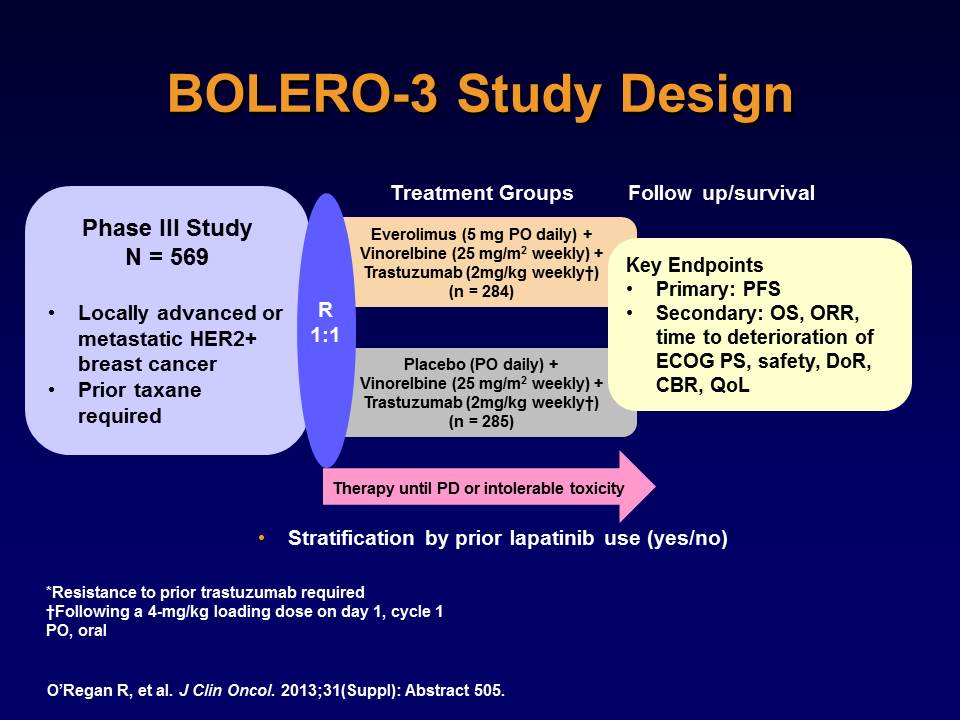 BOLERO-3 Study Design
Treatment Groups
Follow up/survival
Phase III Study
N = 569
• Locally advanced or
metastatic HER2+
breast cancer
• Prior taxane
required
R
1:1
Everolimus (5 mg PO daily) +
Vinorelbine (25 mg/m² weekly) +
Trastuzumab (2mg/kg weekly†)
(n = 284)
Placebo (PO daily) +
Vinorelbine (25 mg/m² weekly) +
Trastuzumab (2mg/kg weekly†)
(n = 285)
Key Endpoints
• Primary: PFS
• Secondary: OS, ORR,
time to deterioration of
ECOG PS, safety, DoR,
CBR, QoL
Therapy until PD or intolerable toxicity
• Stratification by prior lapatinib use (yes/no)
*Resistance to prior trastuzumab required
†Following a 4-mg/kg loading dose on day 1, cycle 1
PO, oral
O’Regan R, et al. J Clin Oncol. 2013;31(Suppl): Abstract 505.